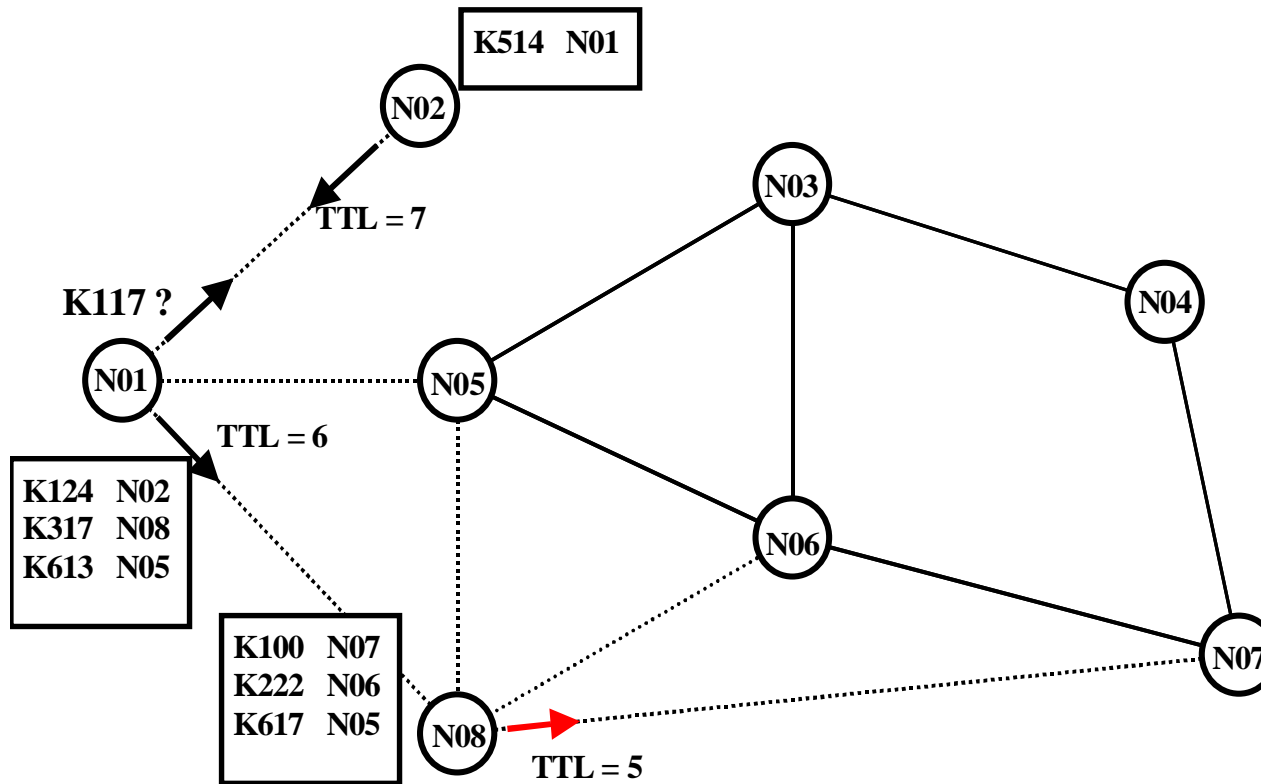 K514 N01
N02
N03
TTL = 7
K117 ?
N04
N01
N05
TTL = 6
K124 N02
K317 N08
K613 N05
N06
K100 N07
K222 N06
K617 N05
N07
N08
TTL = 5